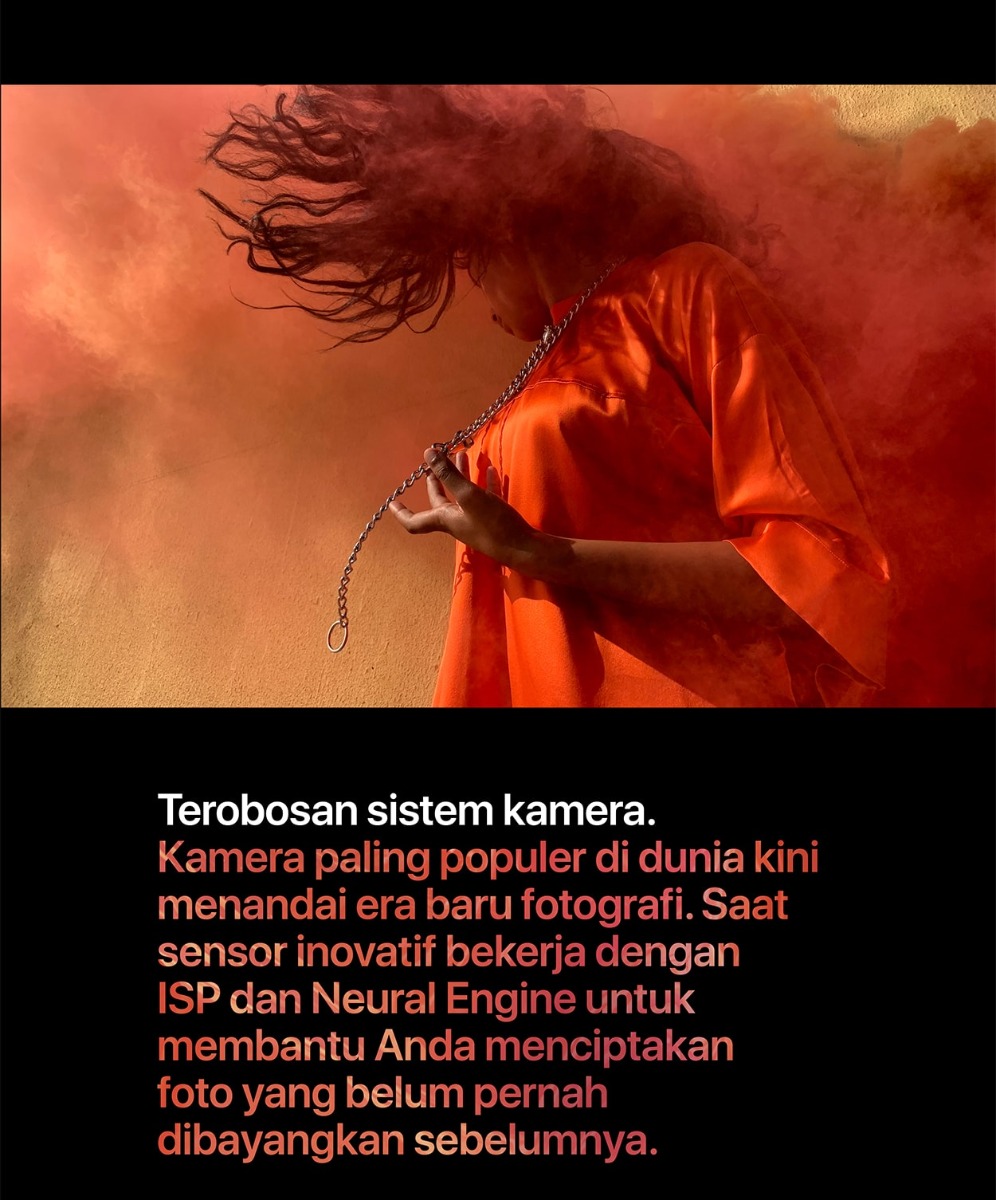 Terobosan sistem kamera.
Kamera paling populer di dunia kini
menandai era baru fotografi. Saat
sensor inovatif bekerja dengan
ISP dan Neural Engine untuk
membantu Anda menciptakan
foto yang belum pernah
dibayangkan sebelumnya.